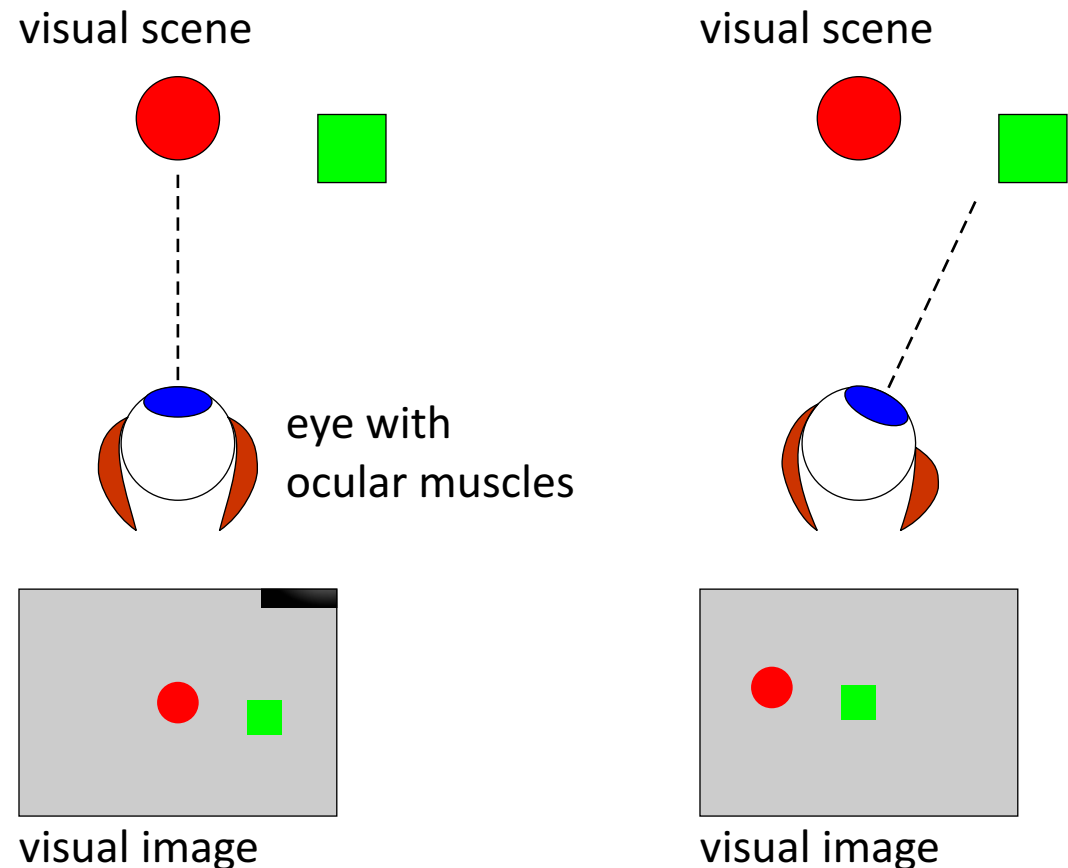 visual scene
visual scene
eye with
ocular muscles
visual image
visual image